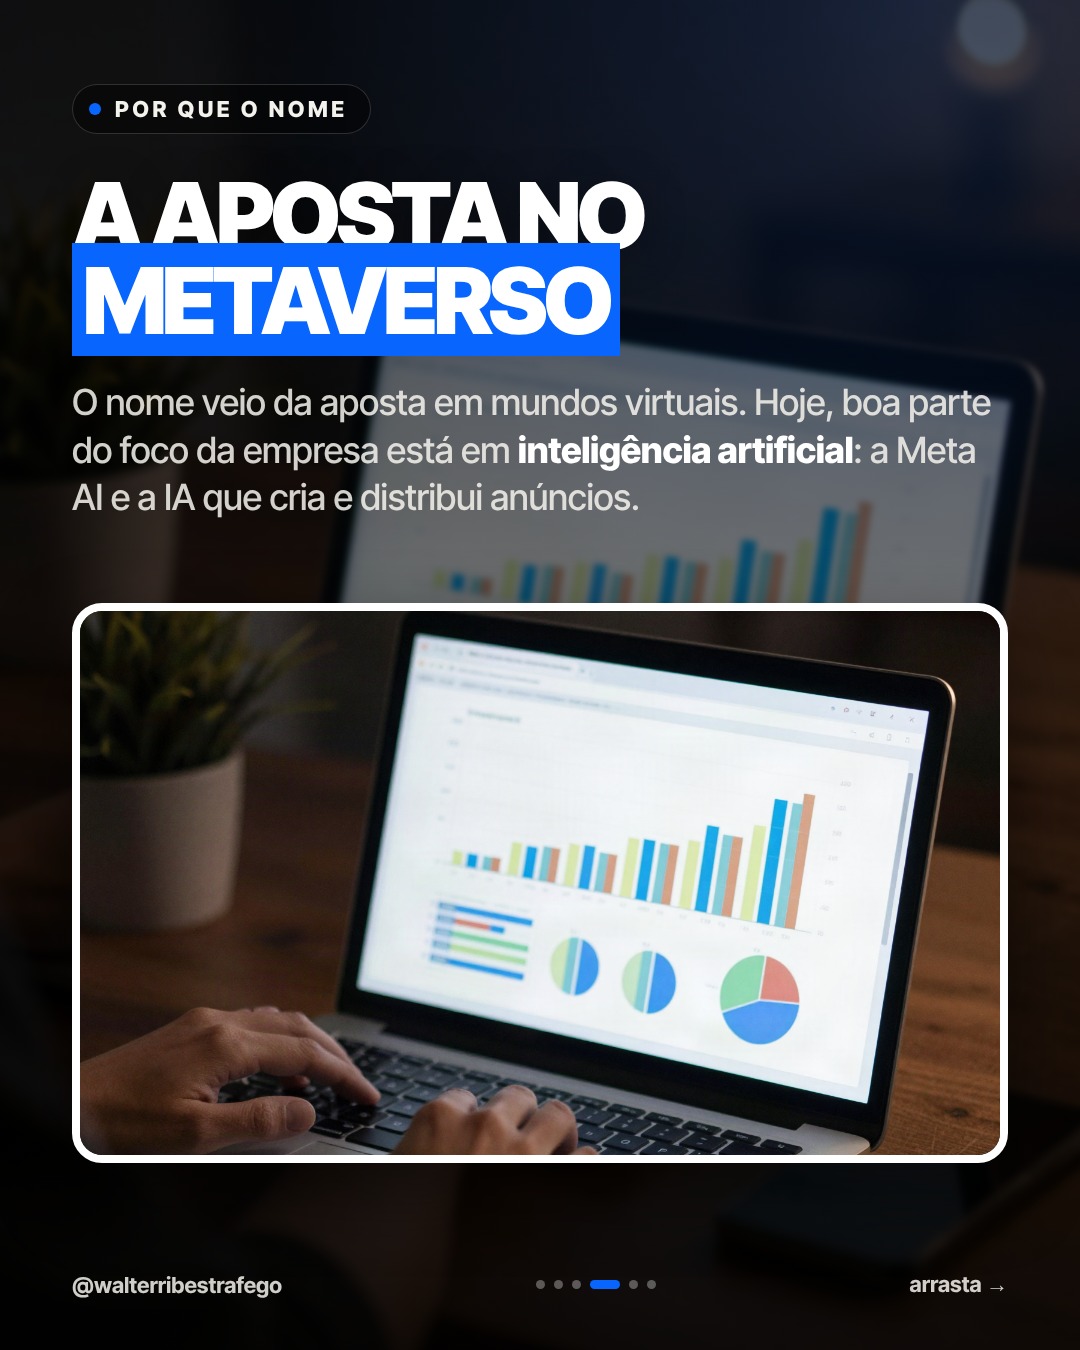 POR QUE O NOME
A APOSTA NO
METAVERSO
O nome veio da aposta em mundos virtuais. Hoje, boa parte
do foco da empresa está em inteligência artificial: a Meta
AI e a IA que cria e distribui anúncios.
@walterribestrafego
arrasta →